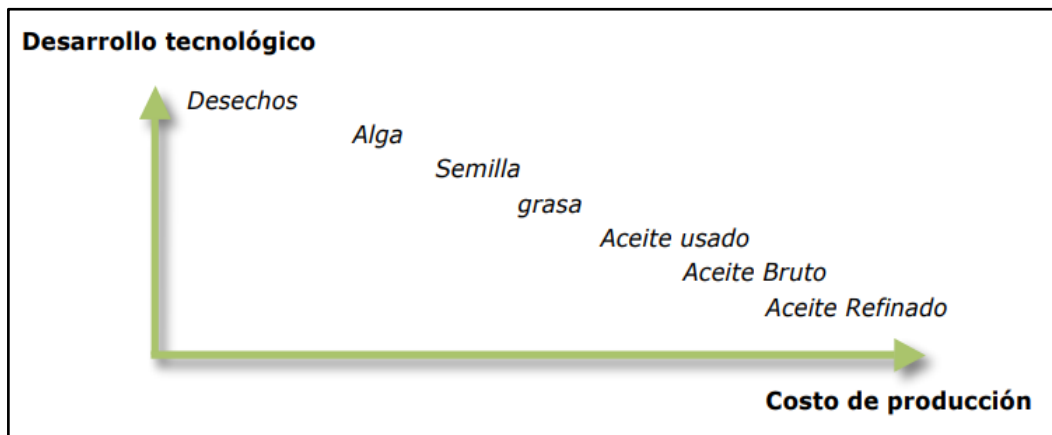 Desarrollo tecnológico
Desechos
Alga
Semilla
grasa
Aceite usado
Aceite Bruto
Aceite Refinado
Costo de producción